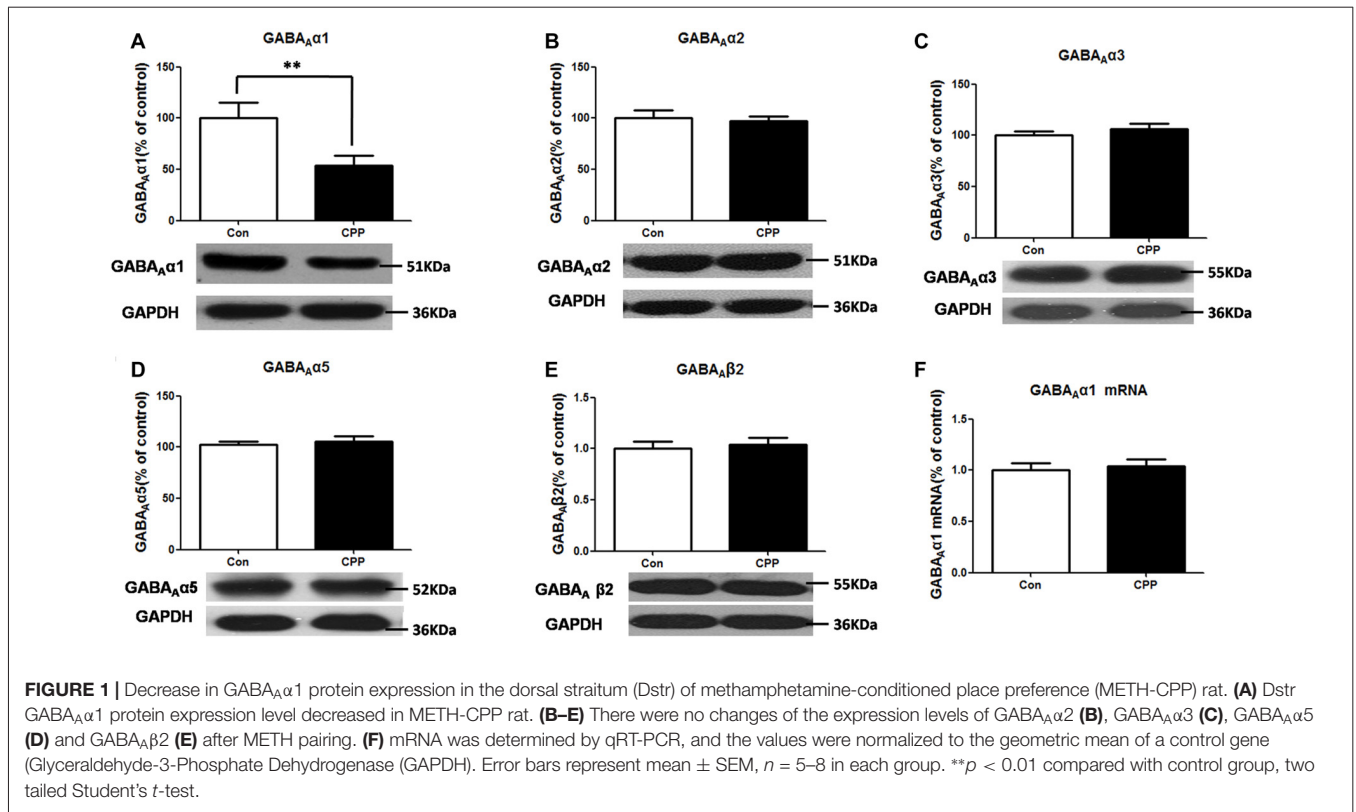 A
GABAAα1
**
GABAAα1(% of control)
150
100
50
0
Con CPP
GABAAα1
51KDa
GAPDH
36KDa
B
GABAAα2
GABAAα2(% of control)
150
100
50
0
Con CPP
GABAAα2
51KDa
GAPDH
36KDa
C
GABAAα3
GABAAα3(% of control)
150
100
50
0
Con CPP
GABAAα3
55KDa
GAPDH
36KDa
D
GABAAα5
GABAAα5(% of control)
150
100
50
0
Con CPP
GABAAα5
52KDa
GAPDH
36KDa
E
GABAAβ2
GABAAβ2(% of control)
1.5
1.0
0.5
0.0
Con CPP
GABAA β2
55KDa
GAPDH
36KDa
F
GABAAα1 mRNA
GABAAα1 mRNA(% of control)
1.5
1.0
0.5
0.0
Con CPP
FIGURE 1 | Decrease in GABAAα1 protein expression in the dorsal straitum (Dstr) of methamphetamine-conditioned place preference (METH-CPP) rat. (A) Dstr
GABAAα1 protein expression level decreased in METH-CPP rat. (B–E) There were no changes of the expression levels of GABAAα2 (B), GABAAα3 (C), GABAAα5
(D) and GABAAβ2 (E) after METH pairing. (F) mRNA was determined by qRT-PCR, and the values were normalized to the geometric mean of a control gene
(Glyceraldehyde-3-Phosphate Dehydrogenase (GAPDH). Error bars represent mean ± SEM, n = 5–8 in each group. **p < 0.01 compared with control group, two
tailed Student's t-test.